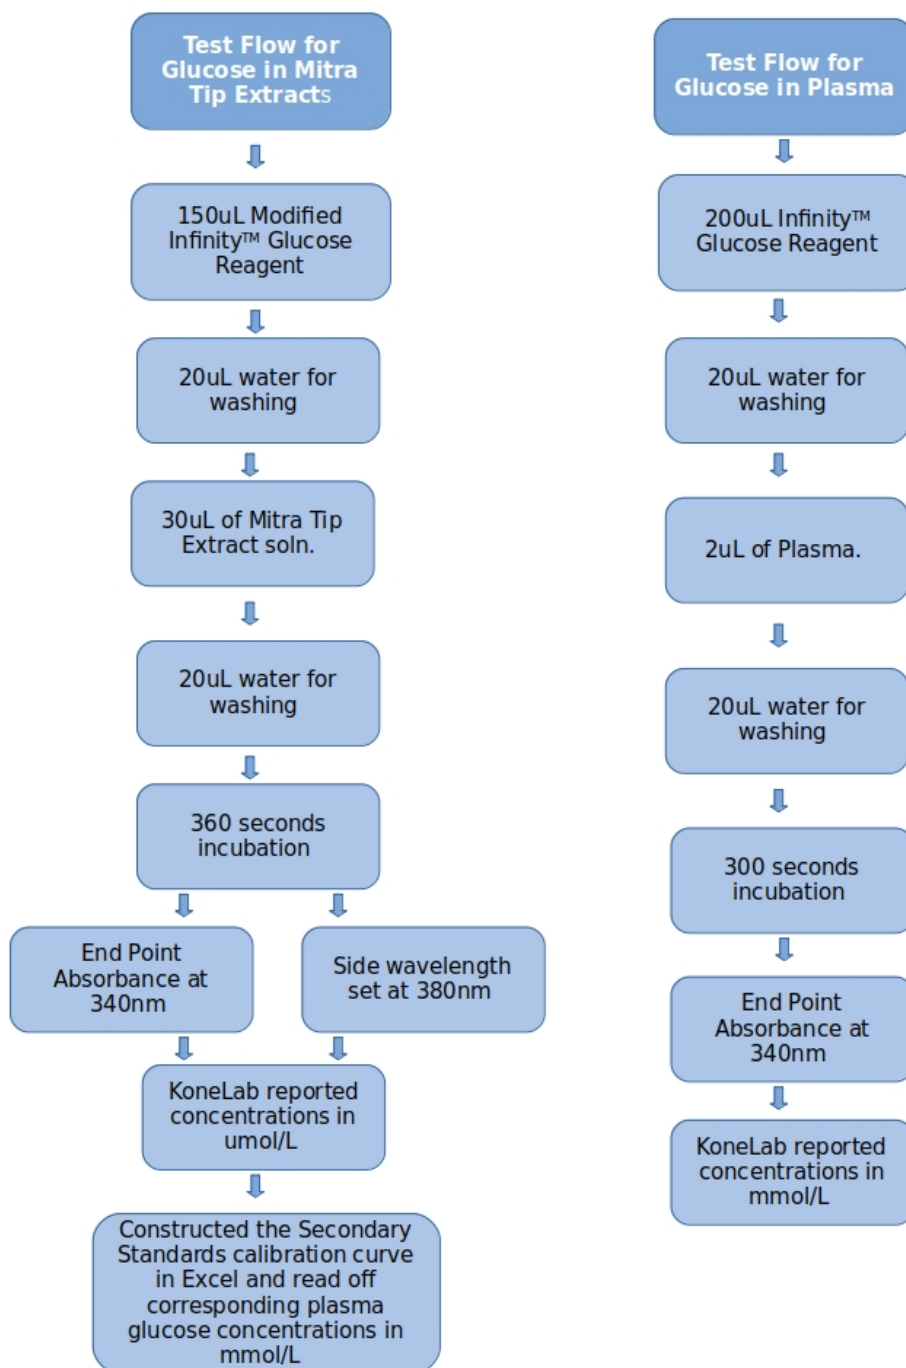 Test Flow for
Glucose in Mitra
Tip Extracts
150uL Modified
Infinity™ Glucose
Reagent
20uL water for
washing
30uL of Mitra Tip
Extract soln.
20uL water for
washing
360 seconds
incubation
End Point
Absorbance at
340nm
Side wavelength
set at 380nm
KoneLab reported
concentrations in
umol/L
Constructed the Secondary
Standards calibration curve
in Excel and read off
corresponding plasma
glucose concentrations in
mmol/L
Test Flow for
Glucose in Plasma
200uL Infinity™
Glucose Reagent
20uL water for
washing
2uL of Plasma.
20uL water for
washing
300 seconds
incubation
End Point
Absorbance at
340nm
KoneLab reported
concentrations in
mmol/L